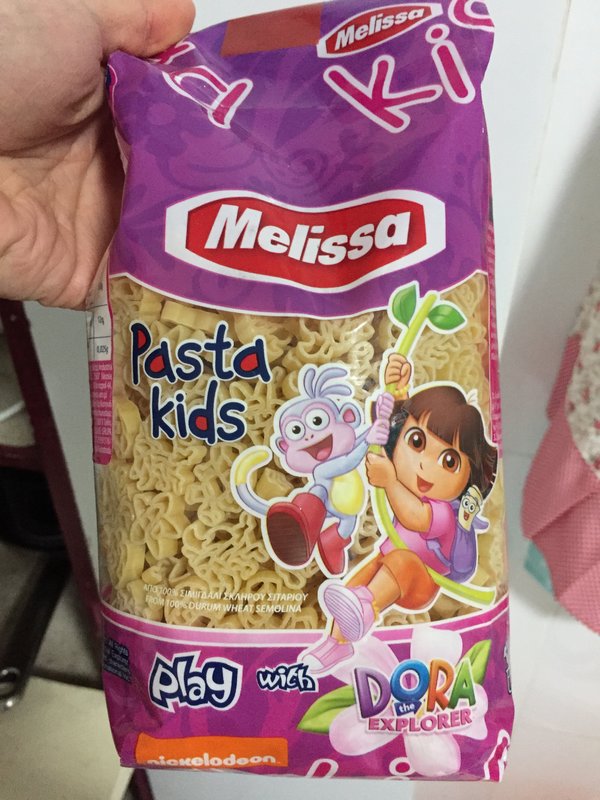 Melissa
Ki
Melissa
Pasta
kids
ΑΠΟ 100% ΣΙΜΙΓΔΑΛΙ ΣΚΛΗΡΟΥ ΣΙΤΑΡΙΟΥ
FROM 100% DURUM WHEAT SEMOLINA
play with
DORA
the
EXPLORER
nickelodeon